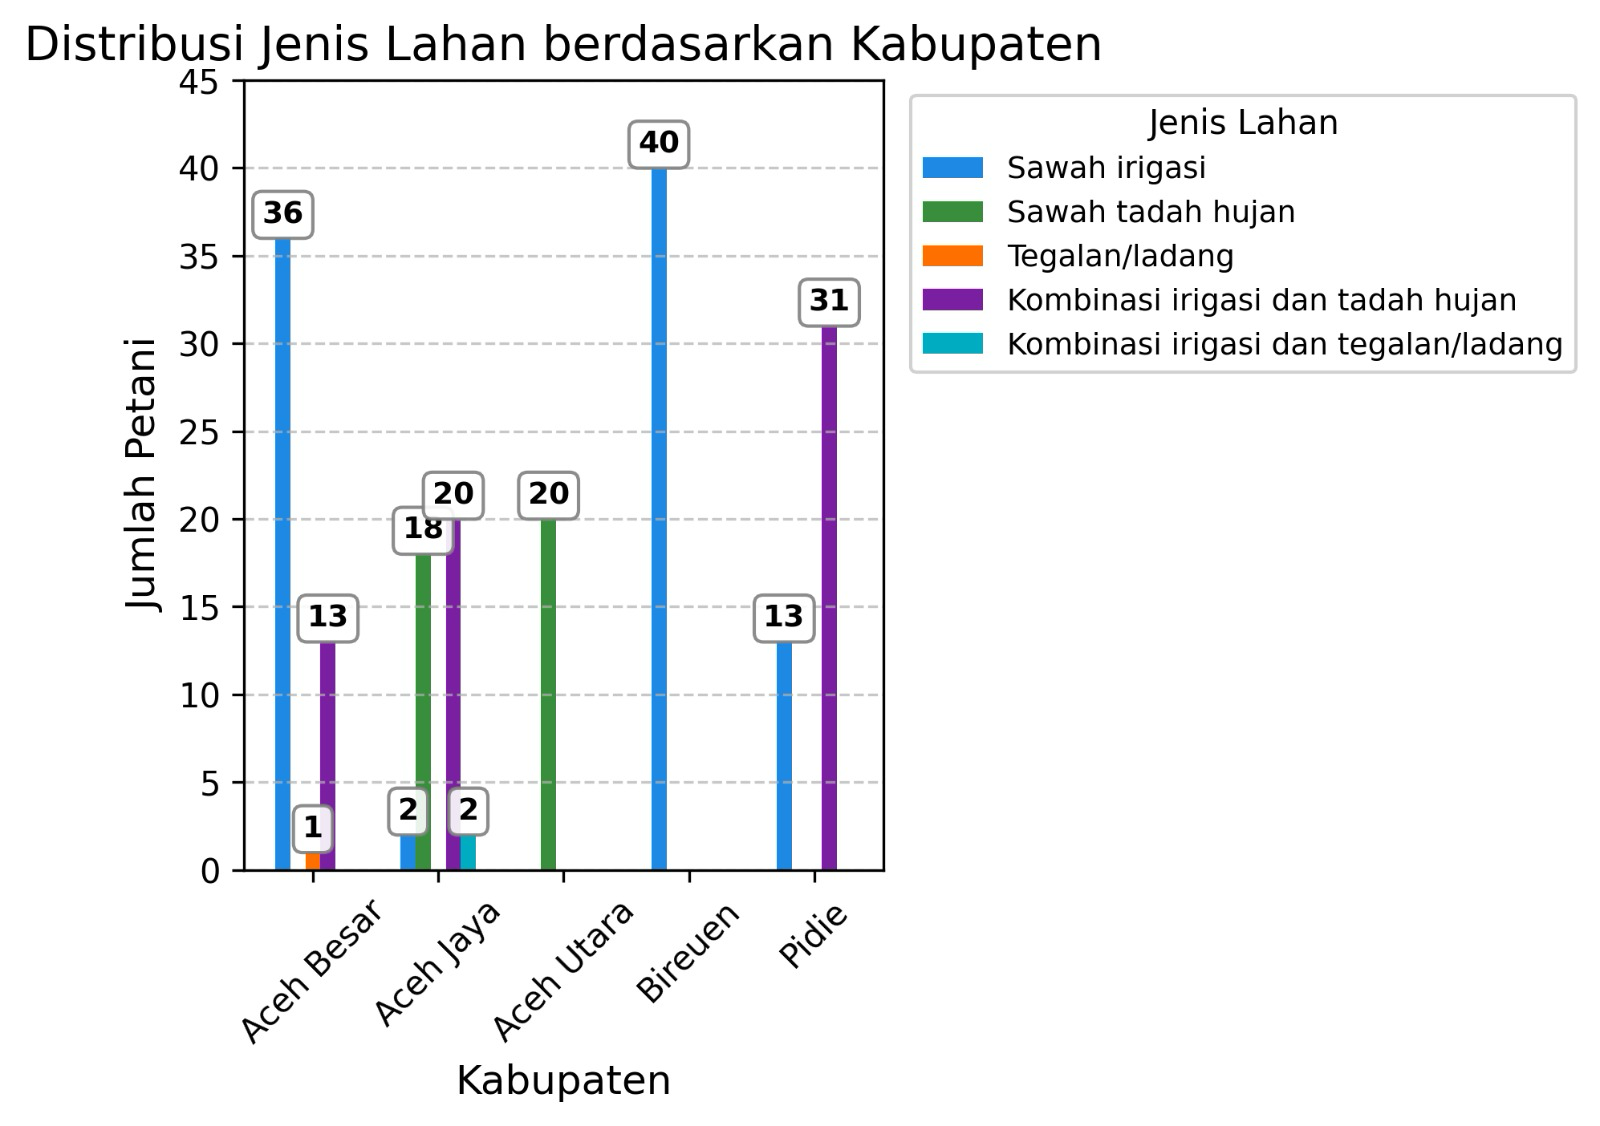 Distribusi Jenis Lahan berdasarkan Kabupaten
Jumlah Petani
45
40
35
30
25
20
15
10
5
0
36
1
13
2
18
20
2
20
40
13
31
Aceh Besar
Aceh Jaya
Aceh Utara
Bireuen
Pidie
Kabupaten
Jenis Lahan
Sawah irigasi
Sawah tadah hujan
Tegalan/ladang
Kombinasi irigasi dan tadah hujan
Kombinasi irigasi dan tegalan/ladang